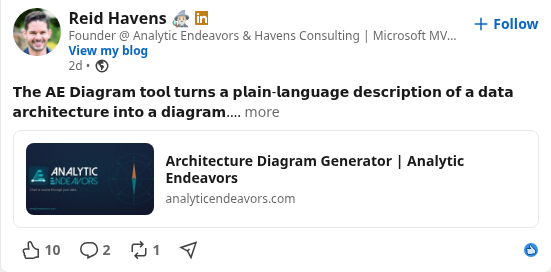 Reid Havens
Founder @ Analytic Endeavors & Havens Consulting | Microsoft MV...
View my blog
2d •
+ Follow
The AE Diagram tool turns a plain-language description of a data
architecture into a diagram.... more
ANALYTIC
ENDEAVORS
Architecture Diagram Generator | Analytic
Endeavors
analyticendeavors.com
10
2
1